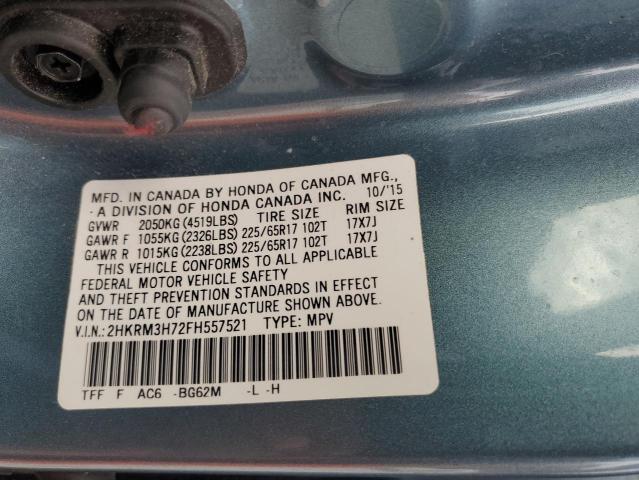 MFD. IN CANADA BY HONDA OF CANADA MFG.,
A DIVISION OF HONDA CANADA INC. 10/'15
GVWR 2050KG (4519LBS) TIRE SIZE RIM SIZE
GAWR F 1055KG (2326LBS) 225/65R17 102T 17X7J
GAWR R 1015KG (2238LBS) 225/65R17 102T 17X7J
THIS VEHICLE CONFORMS TO ALL APPLICABLE
FEDERAL MOTOR VEHICLE SAFETY
AND THEFT PREVENTION STANDARDS IN EFFECT
ON THE DATE OF MANUFACTURE SHOWN ABOVE.
V.I.N.: 2HKRM3H72FH557521 TYPE: MPV
TFF F AC6 -BG62M -L -H